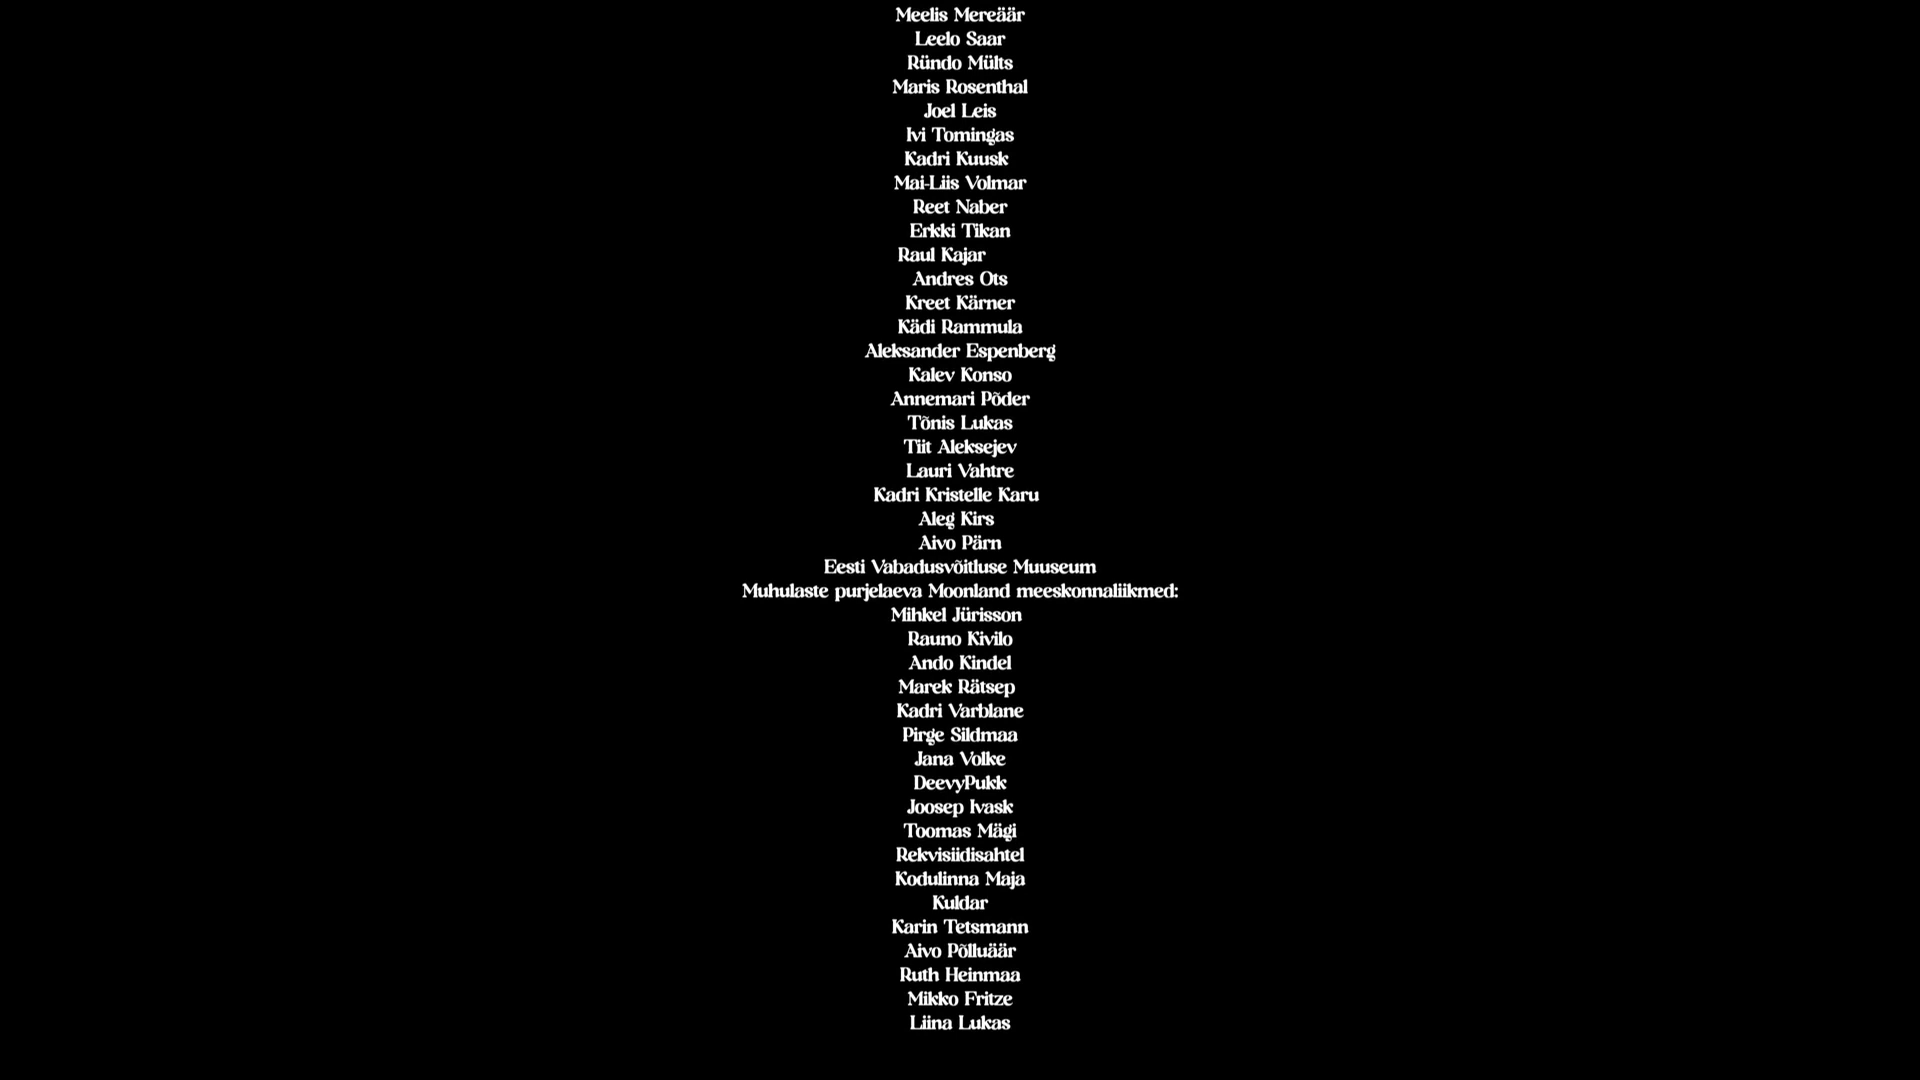 Meelis Mereäär
Leelo Saar
Ründo Mülts
Maris Rosenthal
Joel Leis
Ivi Tomingas
Kadri Kuusk
Mai-Liis Volmar
Reet Naber
Erkki Tikan
Raul Kajar
Andres Ots
Kreet Kärner
Kädi Rammula
Aleksander Espenberg
Kalev Konso
Annemari Põder
Tõnis Lukas
Tiit Aleksejev
Lauri Vahtre
Kadri Kristelle Karu
Aleg Kirs
Aivo Pärn
Eesti Vabadusvõitluse Muuseum
Muhulaste purjelaeva Moonland meeskonnaliikmed:
Mihkel Jürisson
Rauno Kivilo
Ando Kindel
Marek Rätsep
Kadri Varblane
Pirge Sildmaa
Jana Volke
DeevyPukk
Joosep Ivask
Toomas Mägi
Rekvisiidisahtel
Kodulinna Maja
Kuldar
Karin Tetsmann
Aivo Põlluäär
Ruth Heinmaa
Mikko Fritze
Liina Lukas